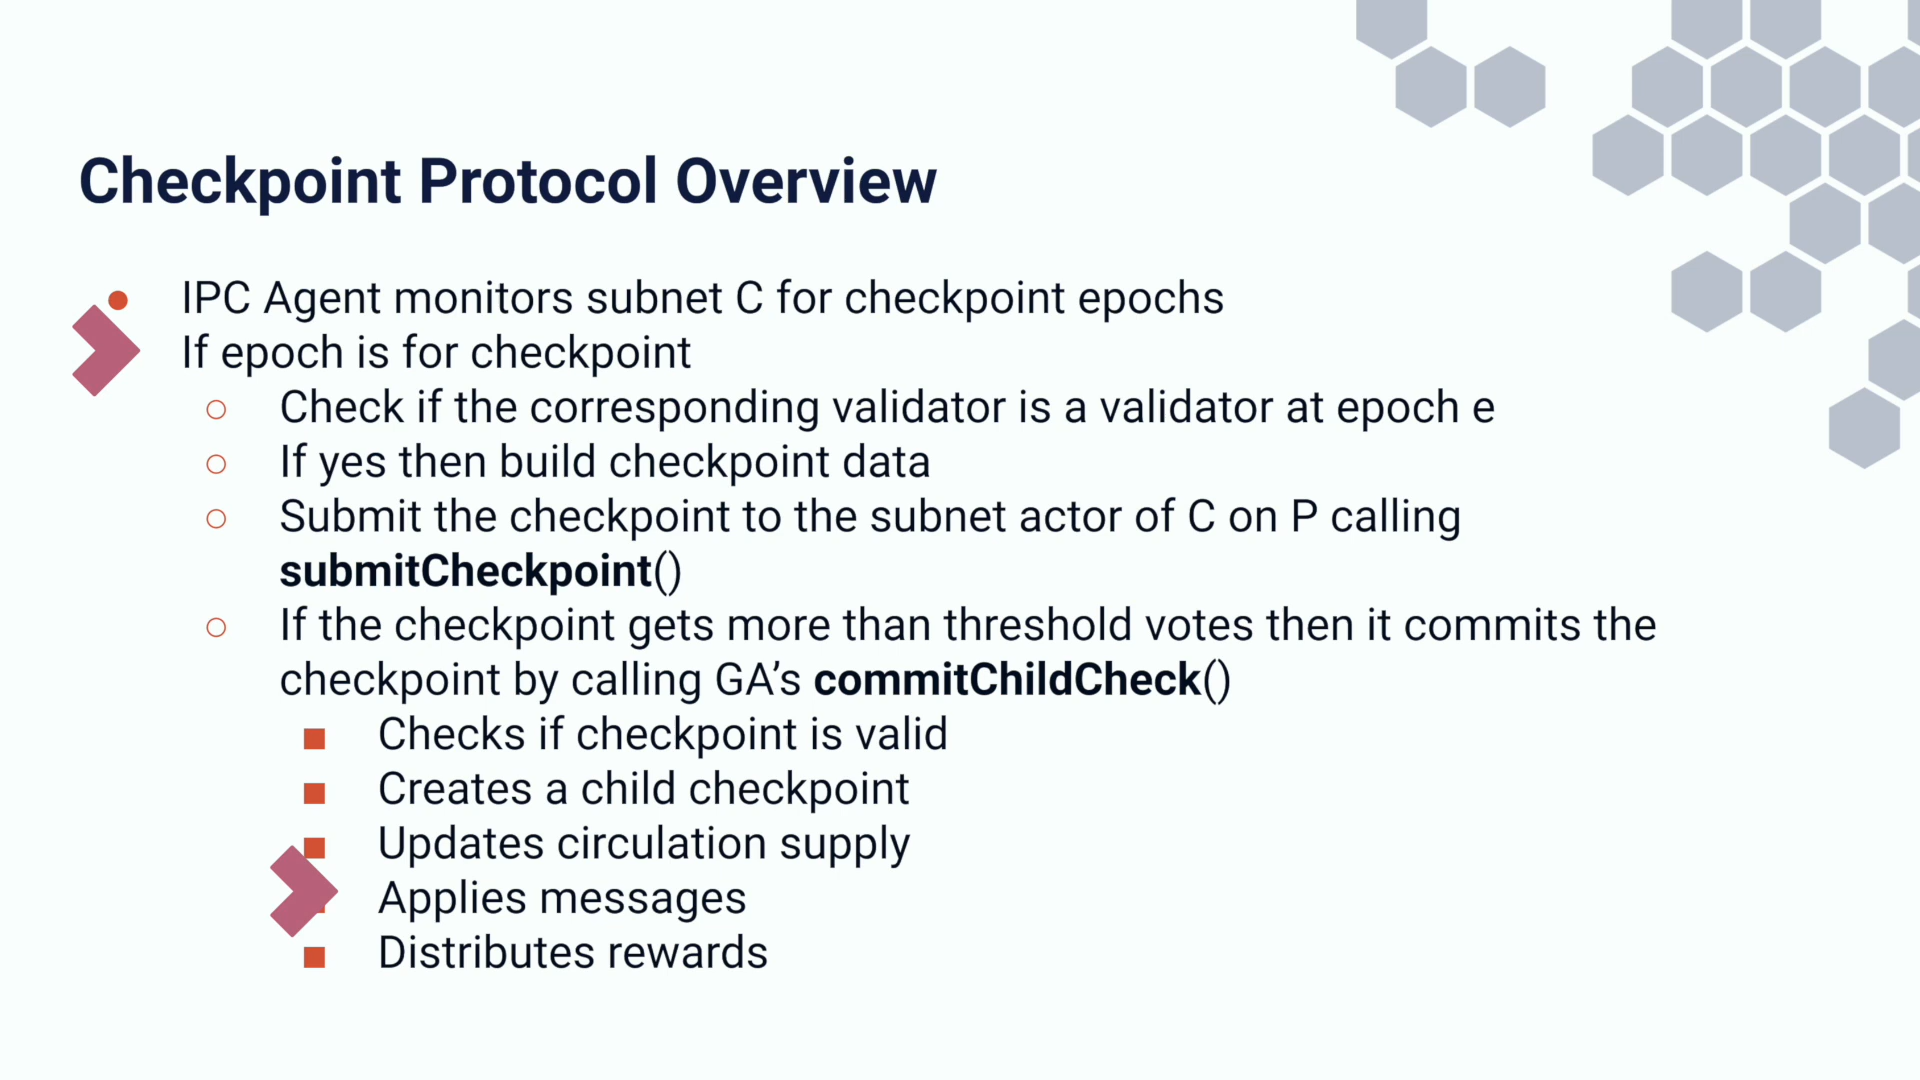 Checkpoint Protocol Overview
IPC Agent monitors subnet C for checkpoint epochs
If epoch is for checkpoint
Check if the corresponding validator is a validator at epoch e
If yes then build checkpoint data
Submit the checkpoint to the subnet actor of C on P calling
submitCheckpoint()
If the checkpoint gets more than threshold votes then it commits the
checkpoint by calling GA’s commitChildCheck()
Checks if checkpoint is valid
Creates a child checkpoint
Updates circulation supply
Applies messages
Distributes rewards